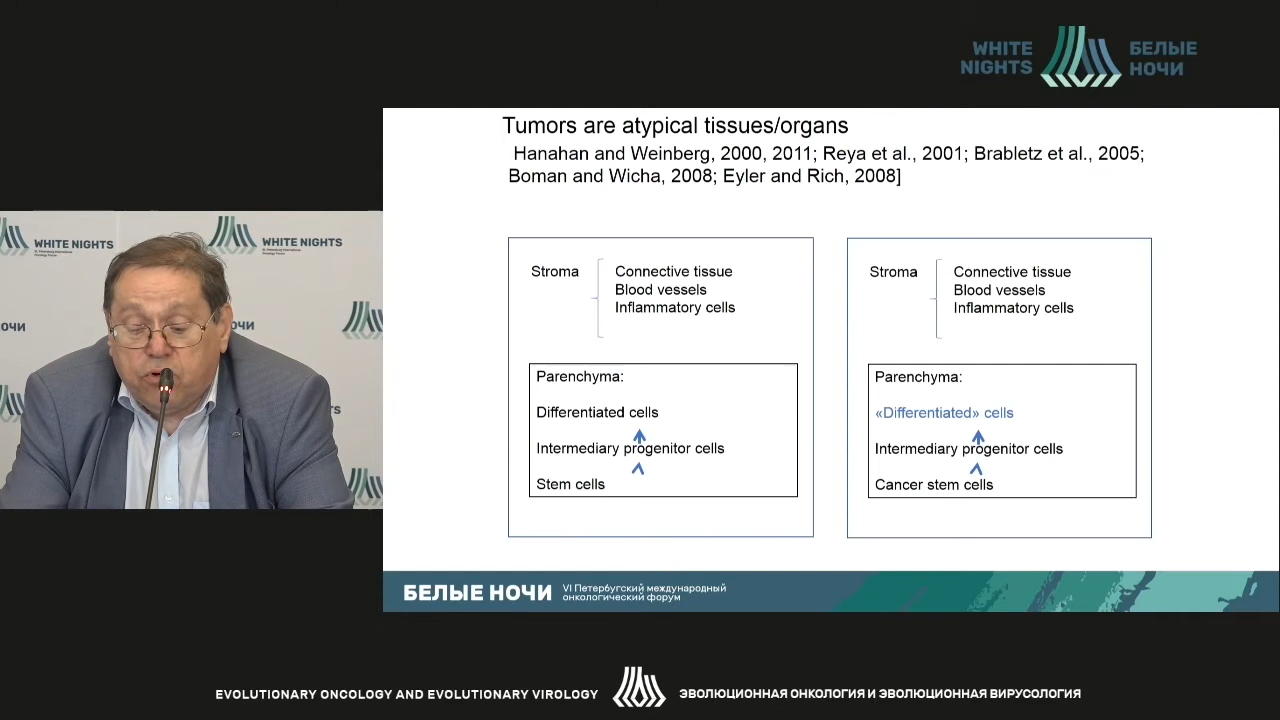 WHITE
NIGHTS
БЕЛЫЕ
НОЧИ
Tumors are atypical tissues/organs
Hanahan and Weinberg, 2000, 2011; Reya et al., 2001; Brabletz et al., 2005;
Boman and Wicha, 2008; Eyler and Rich, 2008]
Stroma
Connective tissue
Blood vessels
Inflammatory cells
Parenchyma:
Differentiated cells
Intermediary progenitor cells
Stem cells
Stroma
Connective tissue
Blood vessels
Inflammatory cells
Parenchyma:
«Differentiated» cells
Intermediary progenitor cells
Cancer stem cells
WHITE NIGHTS
WHITE NIGHTS
БЕЛЫЕ НОЧИ
VI Петербугский международный
онкологический форум
EVOLUTIONARY ONCOLOGY AND EVOLUTIONARY VIROLOGY
ЭВОЛЮЦИОННАЯ ОНКОЛОГИЯ И ЭВОЛЮЦИОННАЯ ВИРУСОЛОГИЯ